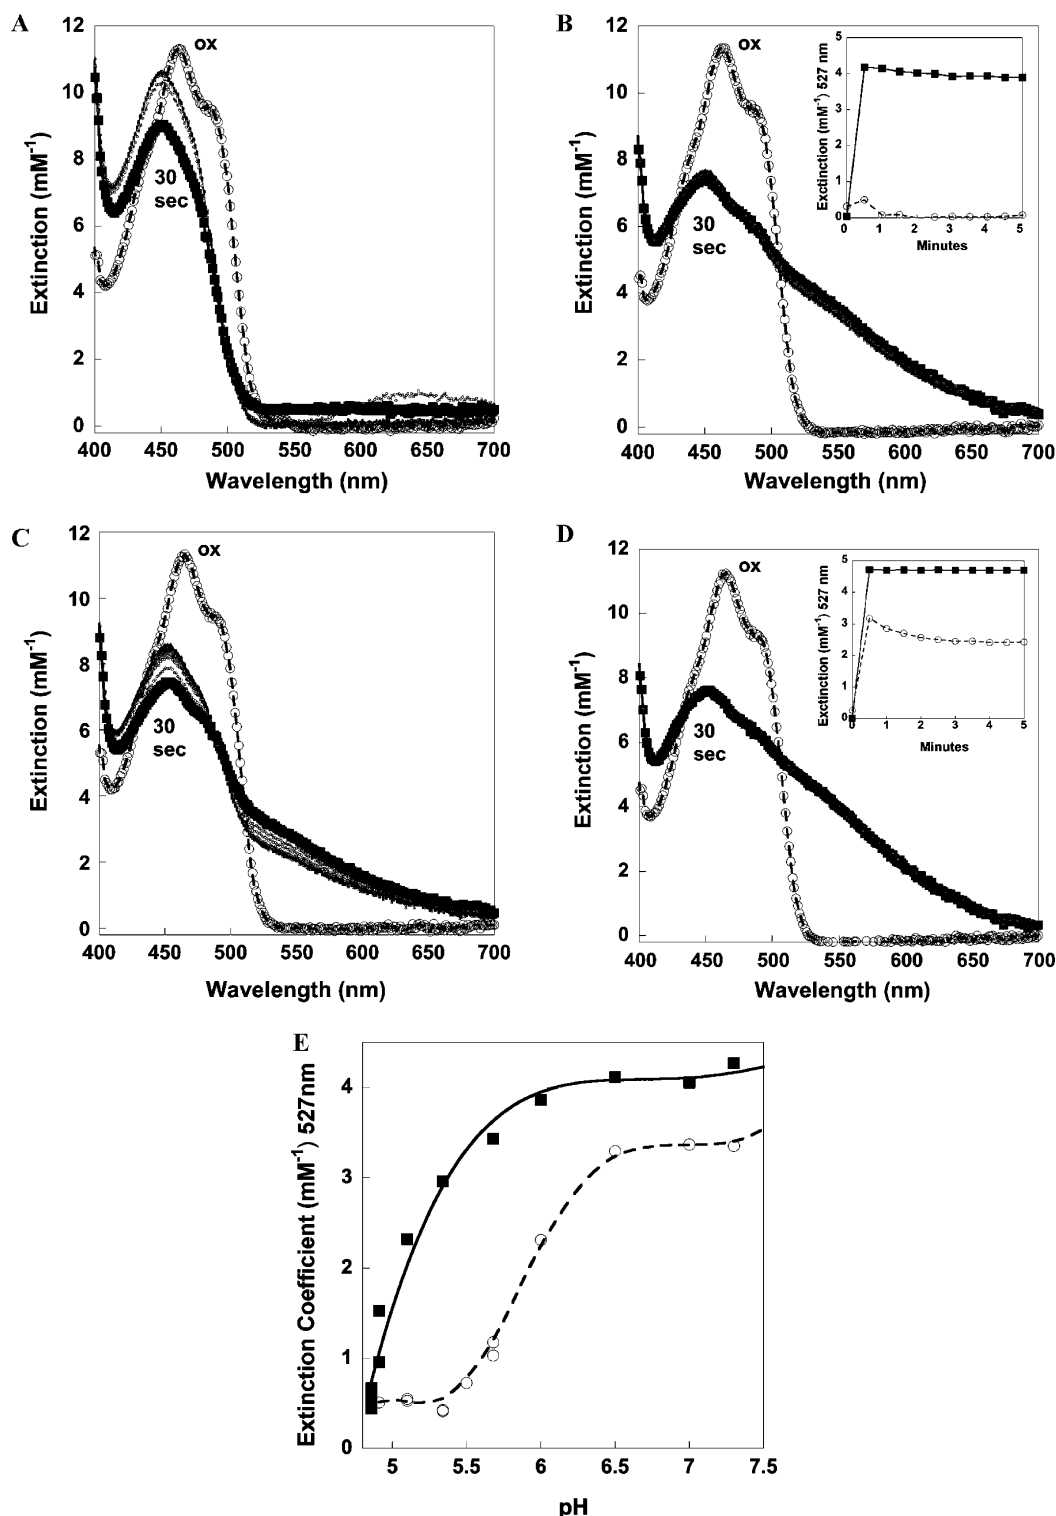 A
12
10
8
6
4
2
0
Extinction (mM-1)
ox
30
sec
400 450 500 550 600 650 700
Wavelength (nm)
B
12
10
8
6
4
2
0
Extinction (mM-1)
ox
30
sec
400 450 500 550 600 650 700
Wavelength (nm)
5
4
3
2
1
0
Exctinction (mM-1) 527 nm
0 1 2 3 4 5
Minutes
C
12
10
8
6
4
2
0
Extinction (mM-1)
ox
30
sec
400 450 500 550 600 650 700
Wavelength (nm)
D
12
10
8
6
4
2
0
Extinction (mM-1)
ox
30
sec
400 450 500 550 600 650 700
Wavelength (nm)
5
4
3
2
1
0
Exctinction (mM-1) 527 nm
0 1 2 3 4 5
Minutes
E
4
3
2
1
0
Extinction Coefficient (mM-1) 527nm
5 5.5 6 6.5 7 7.5
pH